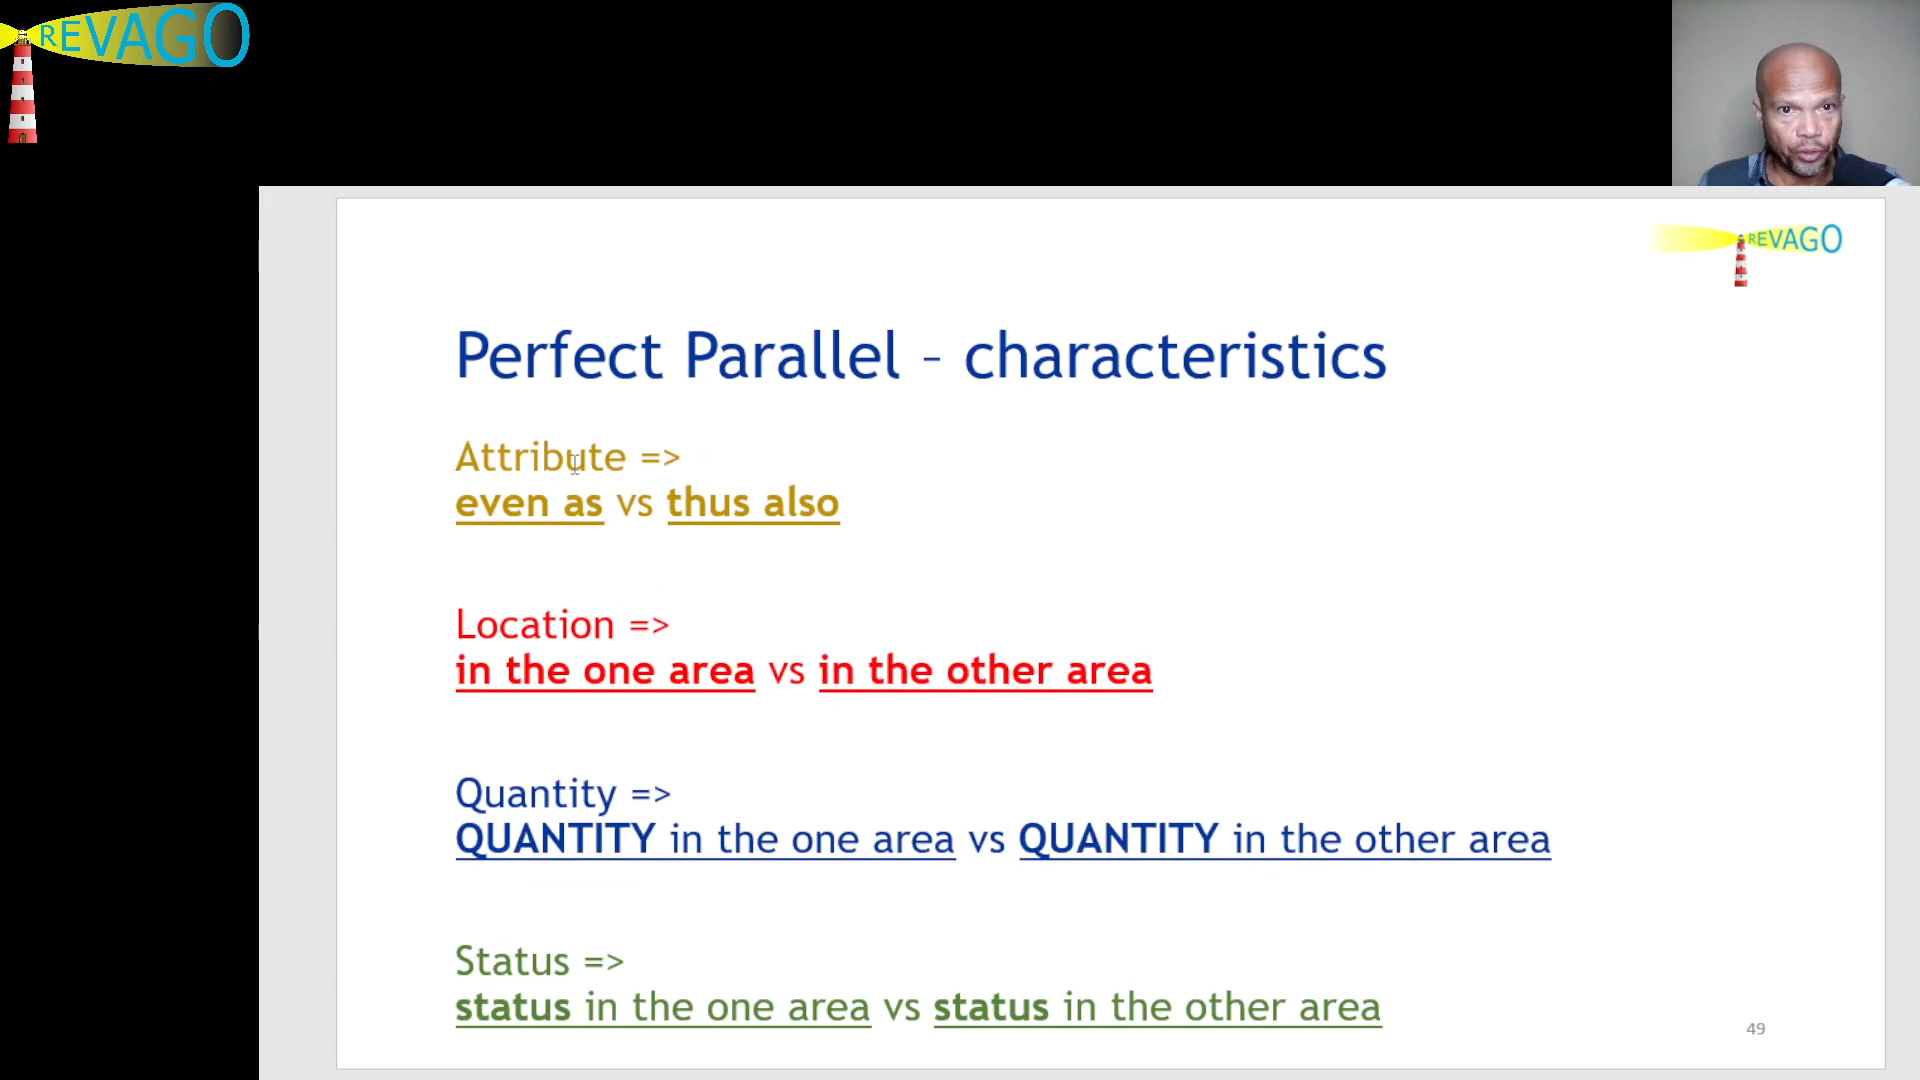 REVAGO
REVAGO
Perfect Parallel – characteristics
Attribute =>
even as vs thus also
Location =>
in the one area vs in the other area
Quantity =>
QUANTITY in the one area vs QUANTITY in the other area
Status =>
status in the one area vs status in the other area
49